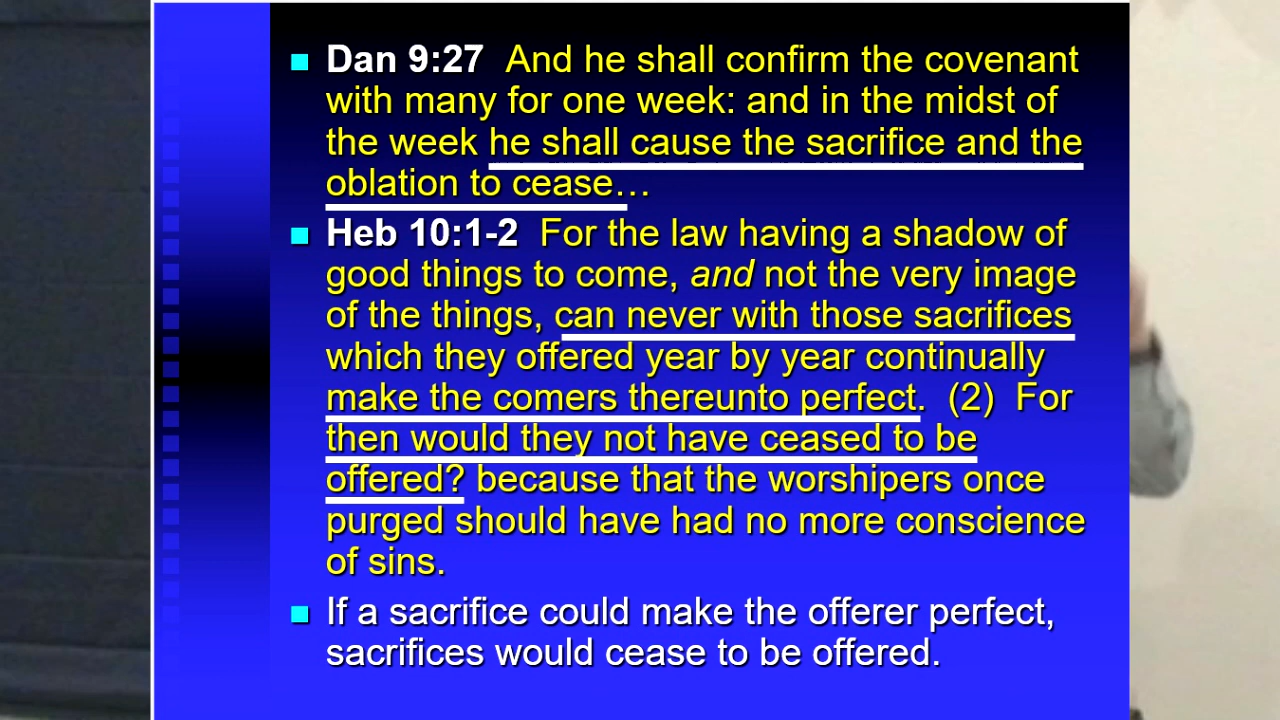 Dan 9:27 And he shall confirm the covenant
with many for one week: and in the midst of
the week he shall cause the sacrifice and the
oblation to cease…
Heb 10:1-2 For the law having a shadow of
good things to come, and not the very image
of the things, can never with those sacrifices
which they offered year by year continually
make the comers thereunto perfect. (2) For
then would they not have ceased to be
offered? because that the worshipers once
purged should have had no more conscience
of sins.
If a sacrifice could make the offerer perfect,
sacrifices would cease to be offered.